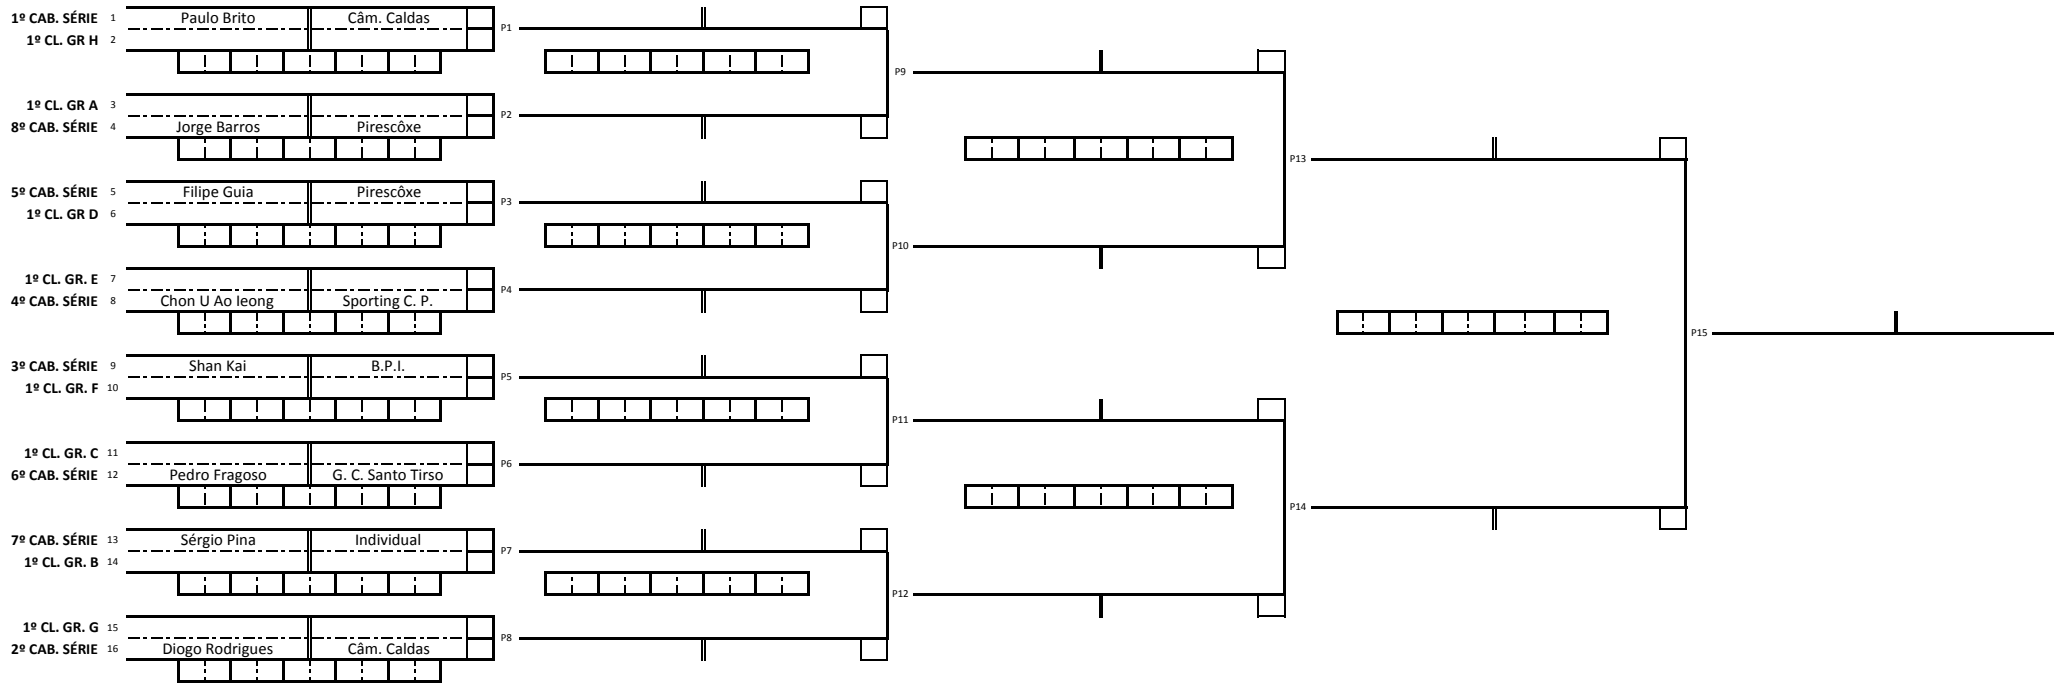 1º CAB. SÉRIE 1 Paulo Brito Câm. Caldas
1º CL. GR H 2
P1
P9
1º CL. GR A 3
P2
8º CAB. SÉRIE 4 Jorge Barros Pirescôxe
P13
5º CAB. SÉRIE 5 Filipe Guia Pirescôxe
P3
1º CL. GR D 6
P10
1º CL. GR. E 7
P4
4º CAB. SÉRIE 8 Chon U Ao Ieong Sporting C. P.
P15
3º CAB. SÉRIE 9 Shan Kai B.P.I.
P5
1º CL. GR. F 10
P11
1º CL. GR. C 11
P6
6º CAB. SÉRIE 12 Pedro Fragoso G. C. Santo Tirso
P14
7º CAB. SÉRIE 13 Sérgio Pina Individual
P7
1º CL. GR. B 14
P12
1º CL. GR. G 15
P8
2º CAB. SÉRIE 16 Diogo Rodrigues Câm. Caldas